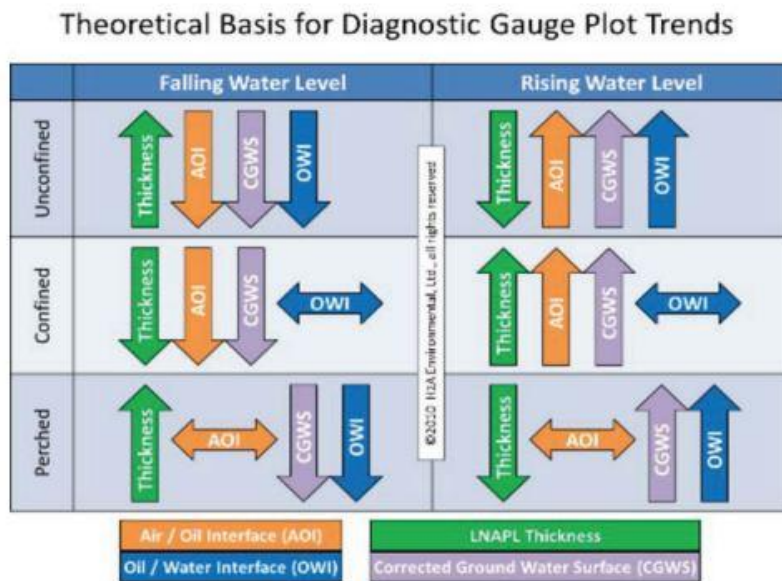 Theoretical Basis for Diagnostic Gauge Plot Trends
Falling Water Level
Rising Water Level
Unconfined
Thickness
AOI
CGWS
OWI
Thickness
AOI
CGWS
OWI
Confined
Thickness
AOI
CGWS
OWI
Thickness
AOI
CGWS
OWI
Perched
Thickness
AOI
CGWS
OWI
Thickness
AOI
CGWS
OWI
©2010 H2A Environmental, Ltd., all rights reserved
Air / Oil Interface (AOI)
LNAPL Thickness
Oil / Water Interface (OWI)
Corrected Ground Water Surface (CGWS)